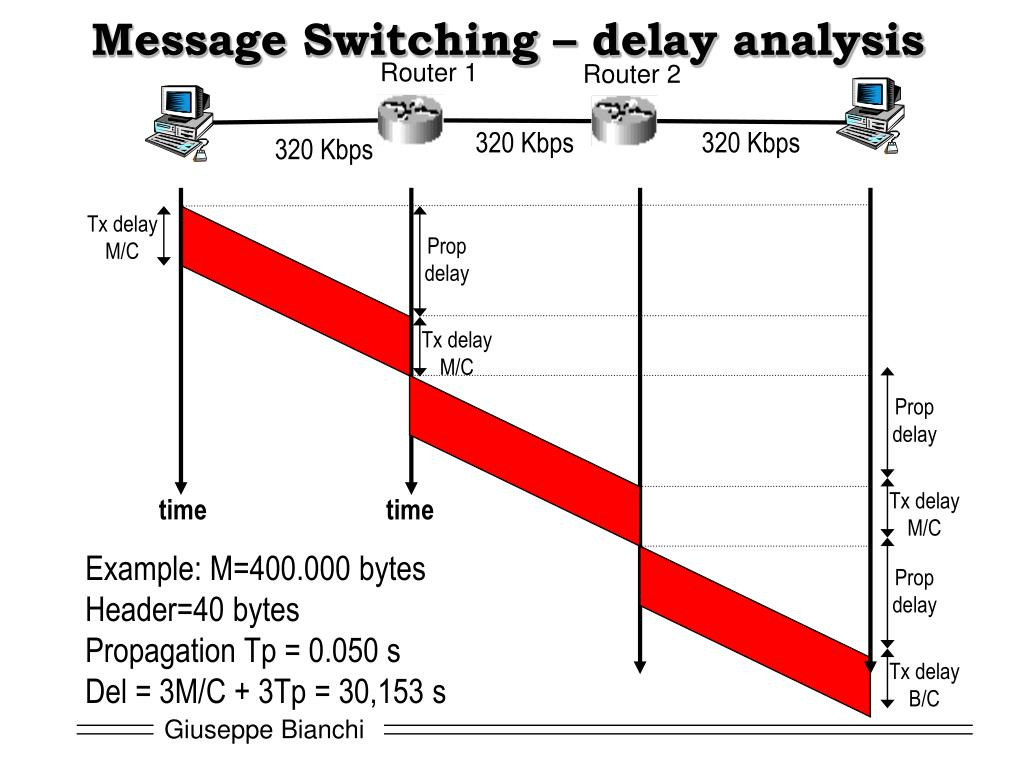 Message Switching – delay analysis
Router 1
Router 2
320 Kbps
320 Kbps
320 Kbps
Tx delay
M/C
Prop
delay
Tx delay
M/C
Prop
delay
Tx delay
M/C
Prop
delay
Tx delay
B/C
time
time
Example: M=400.000 bytes
Header=40 bytes
Propagation Tp = 0.050 s
Del = 3M/C + 3Tp = 30,153 s
Giuseppe Bianchi